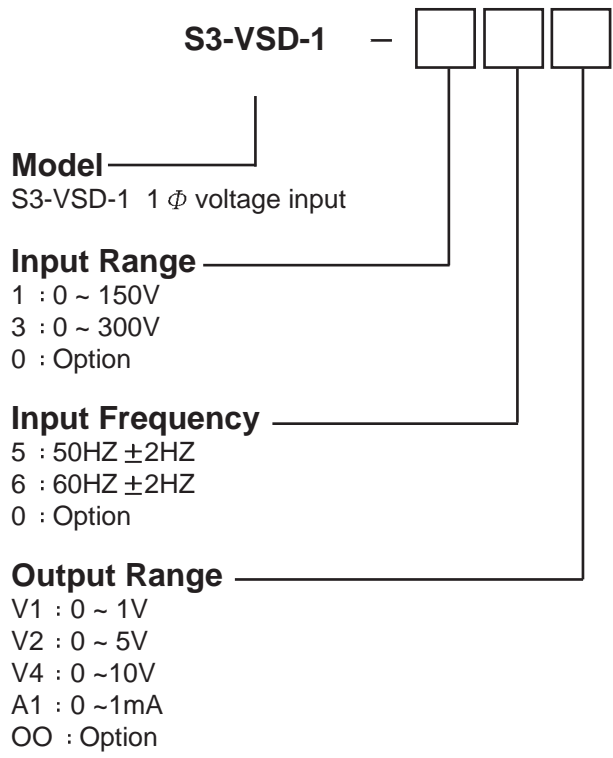 S3-VSD-1 –
Model
S3-VSD-1 1 Φ voltage input
Input Range
1 : 0 ~ 150V
3 : 0 ~ 300V
0 : Option
Input Frequency
5 : 50HZ ±2HZ
6 : 60HZ ±2HZ
0 : Option
Output Range
V1 : 0 ~ 1V
V2 : 0 ~ 5V
V4 : 0 ~10V
A1 : 0 ~1mA
OO : Option